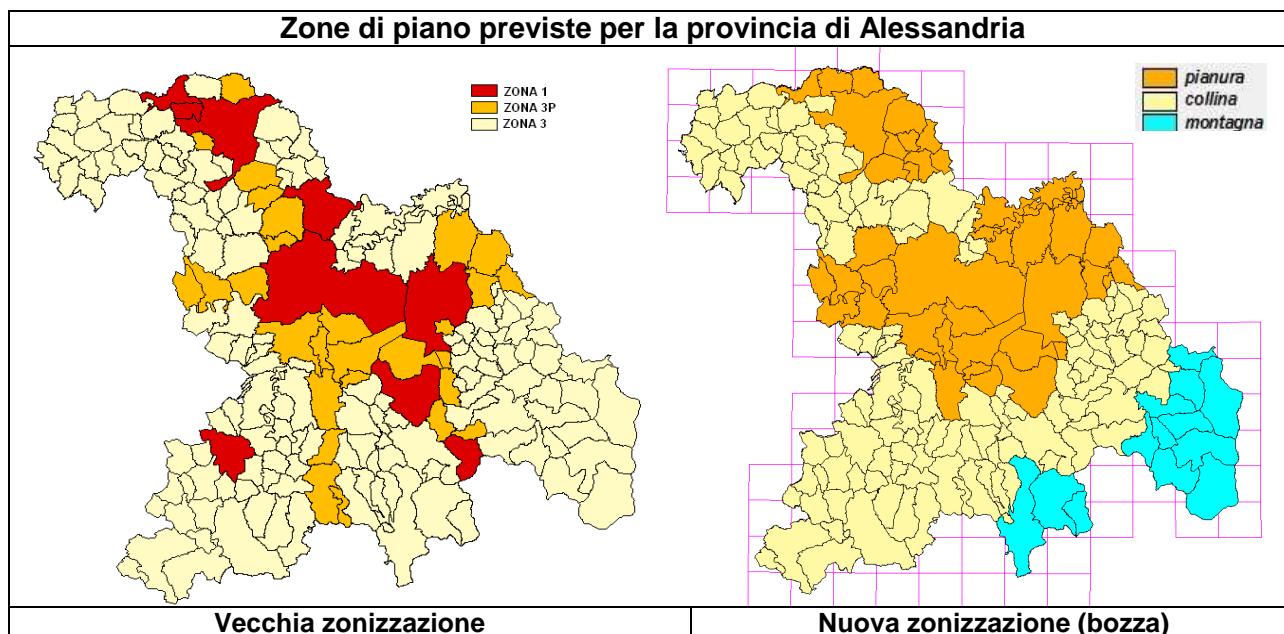 Zone di piano previste per la provincia di Alessandria
ZONA 1
ZONA 3P
ZONA 3
pianura
collina
montagna
Vecchia zonizzazione
Nuova zonizzazione (bozza)